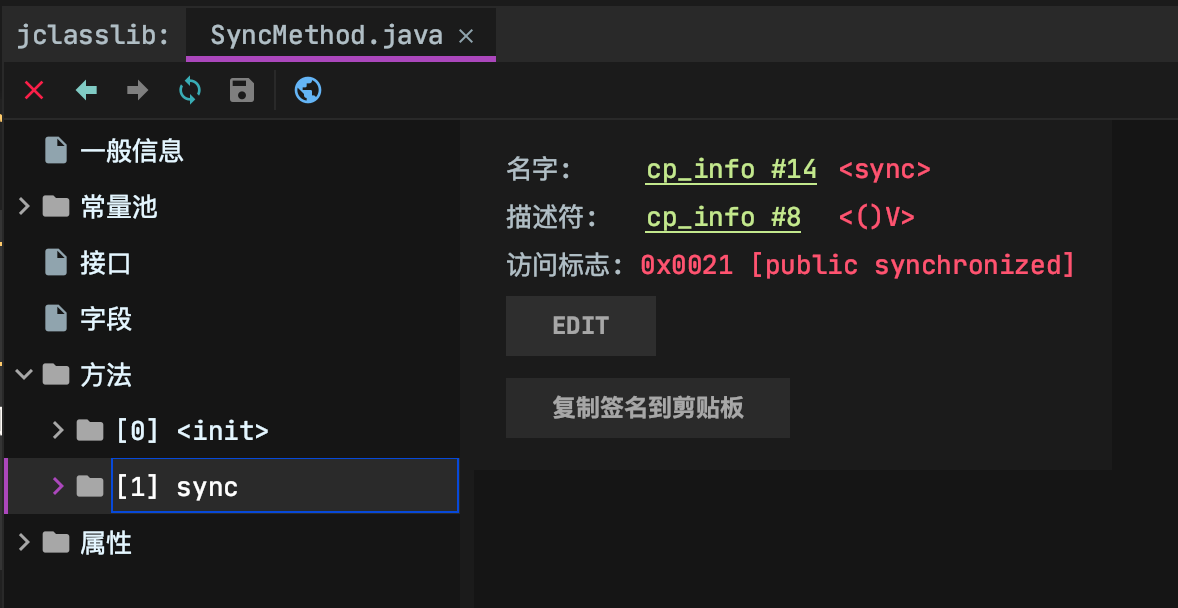 jclasslib: SyncMethod.java
一般信息
常量池
接口
字段
方法
[0] <init>
[1] sync
属性
名字: cp_info #14 <sync>
描述符: cp_info #8 <()V>
访问标志: 0x0021 [public synchronized]
EDIT
复制签名到剪贴板